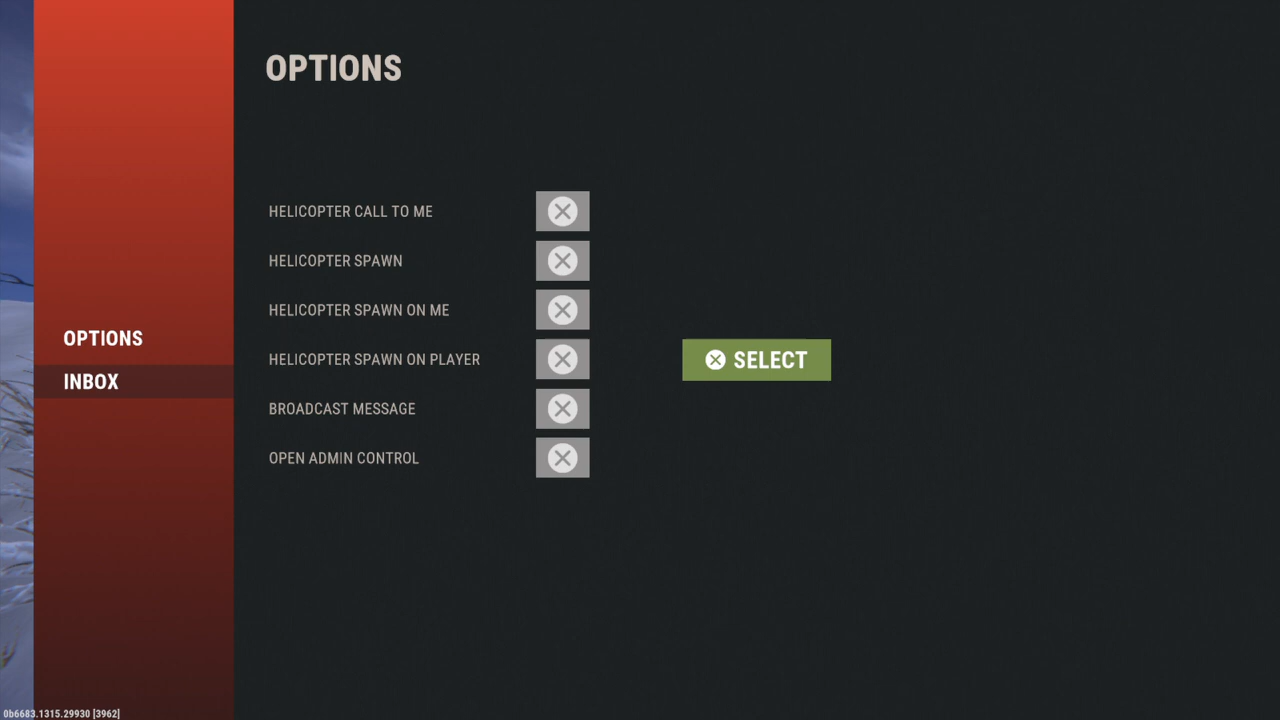 OPTIONS
HELICOPTER CALL TO ME
HELICOPTER SPAWN
HELICOPTER SPAWN ON ME
OPTIONS
HELICOPTER SPAWN ON PLAYER
SELECT
INBOX
BROADCAST MESSAGE
OPEN ADMIN CONTROL
0b6683.1315.29930 [3962]